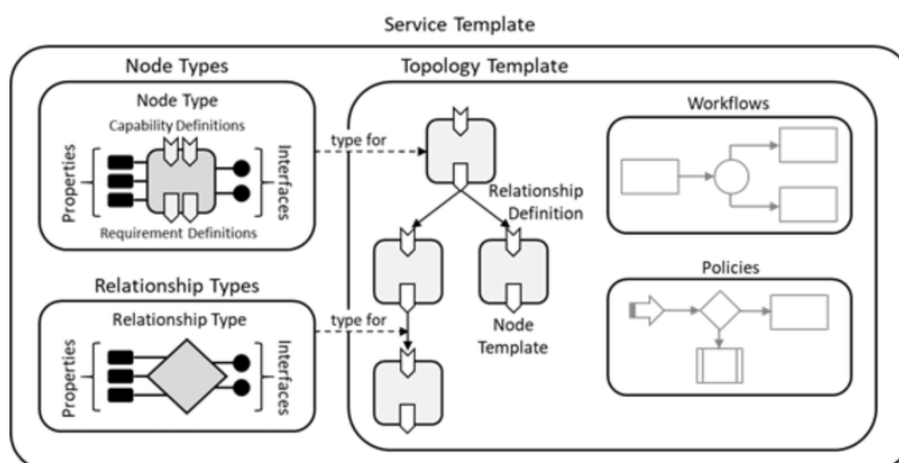 Service Template
Node Types
Node Type
Capability Definitions
Properties
Interfaces
Requirement Definitions
Relationship Types
Relationship Type
Properties
Interfaces
type for
type for
Topology Template
Relationship
Definition
Node
Template
Workflows
Policies